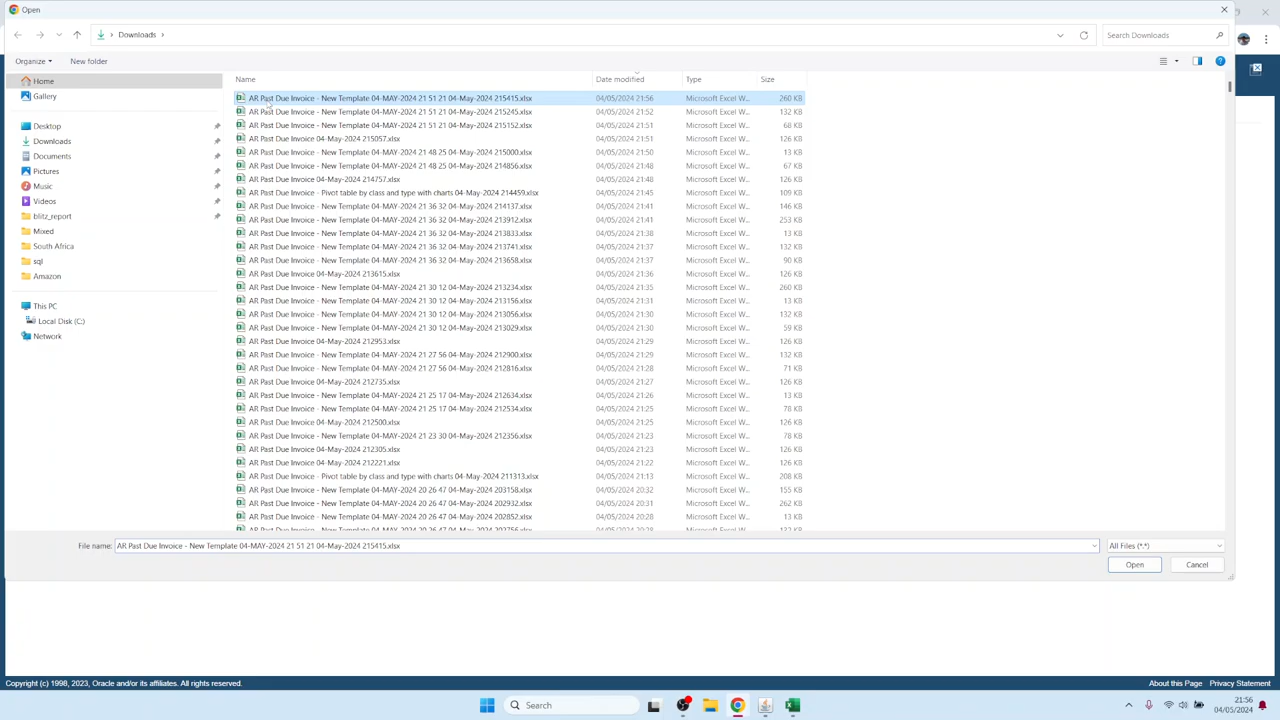 Open
Downloads
Search Downloads
Organize
New folder
Home
Gallery
Desktop
Downloads
Documents
Pictures
Music
Videos
blitz_report
Mixed
South Africa
sql
Amazon
This PC
Local Disk (C:)
Network
Name Date modified Type Size
AR Past Due Invoice - New Template 04-MAY-2024 21 51 21 04-May-2024 215415.xlsx 04/05/2024 21:56 Microsoft Excel W... 260 KB
AR Past Due Invoice - New Template 04-MAY-2024 21 51 21 04-May-2024 215245.xlsx 04/05/2024 21:52 Microsoft Excel W... 132 KB
AR Past Due Invoice - New Template 04-MAY-2024 21 51 21 04-May-2024 215152.xlsx 04/05/2024 21:51 Microsoft Excel W... 68 KB
AR Past Due Invoice 04-May-2024 215057.xlsx 04/05/2024 21:51 Microsoft Excel W... 126 KB
AR Past Due Invoice - New Template 04-MAY-2024 21 48 25 04-May-2024 215000.xlsx 04/05/2024 21:50 Microsoft Excel W... 13 KB
AR Past Due Invoice - New Template 04-MAY-2024 21 48 25 04-May-2024 214856.xlsx 04/05/2024 21:48 Microsoft Excel W... 67 KB
AR Past Due Invoice 04-May-2024 214757.xlsx 04/05/2024 21:48 Microsoft Excel W... 126 KB
AR Past Due Invoice - Pivot table by class and type with charts 04-May-2024 214459.xlsx 04/05/2024 21:45 Microsoft Excel W... 109 KB
AR Past Due Invoice - New Template 04-MAY-2024 21 36 32 04-May-2024 214137.xlsx 04/05/2024 21:41 Microsoft Excel W... 146 KB
AR Past Due Invoice - New Template 04-MAY-2024 21 36 32 04-May-2024 213912.xlsx 04/05/2024 21:41 Microsoft Excel W... 253 KB
AR Past Due Invoice - New Template 04-MAY-2024 21 36 32 04-May-2024 213833.xlsx 04/05/2024 21:38 Microsoft Excel W... 13 KB
AR Past Due Invoice - New Template 04-MAY-2024 21 36 32 04-May-2024 213741.xlsx 04/05/2024 21:37 Microsoft Excel W... 132 KB
AR Past Due Invoice - New Template 04-MAY-2024 21 36 32 04-May-2024 213658.xlsx 04/05/2024 21:37 Microsoft Excel W... 90 KB
AR Past Due Invoice 04-May-2024 213615.xlsx 04/05/2024 21:36 Microsoft Excel W... 126 KB
AR Past Due Invoice - New Template 04-MAY-2024 21 30 12 04-May-2024 213234.xlsx 04/05/2024 21:35 Microsoft Excel W... 260 KB
AR Past Due Invoice - New Template 04-MAY-2024 21 30 12 04-May-2024 213156.xlsx 04/05/2024 21:31 Microsoft Excel W... 13 KB
AR Past Due Invoice - New Template 04-MAY-2024 21 30 12 04-May-2024 213056.xlsx 04/05/2024 21:30 Microsoft Excel W... 132 KB
AR Past Due Invoice - New Template 04-MAY-2024 21 30 12 04-May-2024 213029.xlsx 04/05/2024 21:30 Microsoft Excel W... 59 KB
AR Past Due Invoice 04-May-2024 212953.xlsx 04/05/2024 21:29 Microsoft Excel W... 126 KB
AR Past Due Invoice - New Template 04-MAY-2024 21 27 56 04-May-2024 212900.xlsx 04/05/2024 21:29 Microsoft Excel W... 132 KB
AR Past Due Invoice - New Template 04-MAY-2024 21 27 56 04-May-2024 212816.xlsx 04/05/2024 21:28 Microsoft Excel W... 71 KB
AR Past Due Invoice 04-May-2024 212735.xlsx 04/05/2024 21:27 Microsoft Excel W... 126 KB
AR Past Due Invoice - New Template 04-MAY-2024 21 25 17 04-May-2024 212634.xlsx 04/05/2024 21:26 Microsoft Excel W... 13 KB
AR Past Due Invoice - New Template 04-MAY-2024 21 25 17 04-May-2024 212534.xlsx 04/05/2024 21:25 Microsoft Excel W... 78 KB
AR Past Due Invoice 04-May-2024 212500.xlsx 04/05/2024 21:25 Microsoft Excel W... 126 KB
AR Past Due Invoice - New Template 04-MAY-2024 21 23 30 04-May-2024 212356.xlsx 04/05/2024 21:23 Microsoft Excel W... 78 KB
AR Past Due Invoice 04-May-2024 212305.xlsx 04/05/2024 21:23 Microsoft Excel W... 126 KB
AR Past Due Invoice 04-May-2024 212221.xlsx 04/05/2024 21:22 Microsoft Excel W... 126 KB
AR Past Due Invoice - Pivot table by class and type with charts 04-May-2024 211313.xlsx 04/05/2024 21:13 Microsoft Excel W... 208 KB
AR Past Due Invoice - New Template 04-MAY-2024 20 26 47 04-May-2024 203158.xlsx 04/05/2024 20:32 Microsoft Excel W... 155 KB
AR Past Due Invoice - New Template 04-MAY-2024 20 26 47 04-May-2024 202932.xlsx 04/05/2024 20:31 Microsoft Excel W... 262 KB
AR Past Due Invoice - New Template 04-MAY-2024 20 26 47 04-May-2024 202852.xlsx 04/05/2024 20:28 Microsoft Excel W... 13 KB
AR Past Due Invoice - New Template 04-MAY-2024 20 26 47 04-May-2024 202756.xlsx 04/05/2024 20:28 Microsoft Excel W... 132 KB
File name: AR Past Due Invoice - New Template 04-MAY-2024 21 51 21 04-May-2024 215415.xlsx All Files (*.*)
Open Cancel
Copyright (c) 1998, 2023, Oracle and/or its affiliates. All rights reserved. About this Page Privacy Statement
Search
21:56
04/05/2024